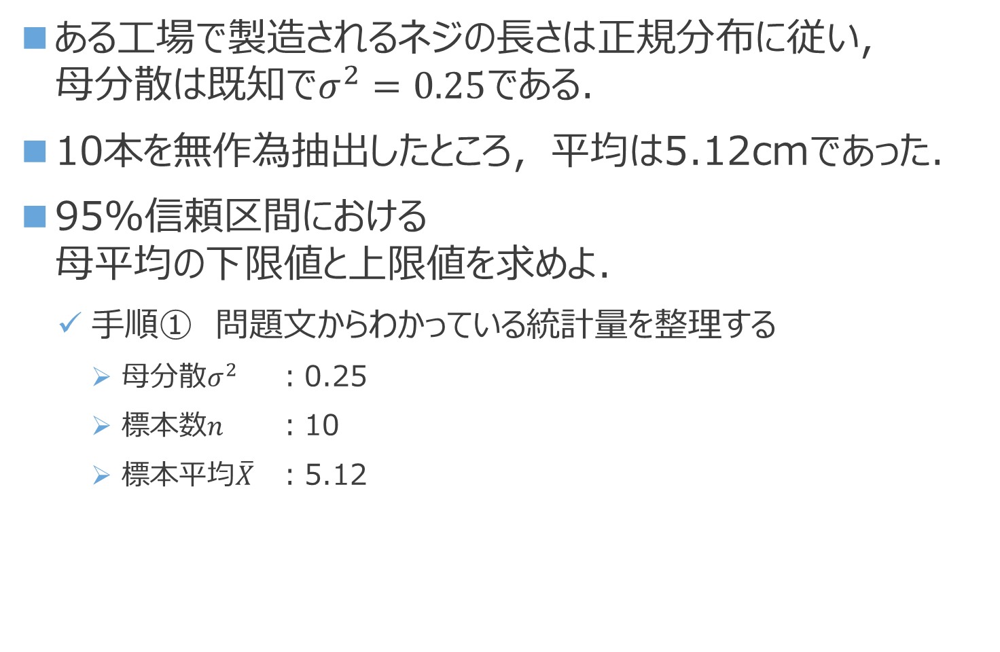 ■ある工場で製造されるネジの長さは正規分布に従い,
母分散は既知でσ² = 0.25である.
■10本を無作為抽出したところ, 平均は5.12cmであった.
■95%信頼区間における
母平均の下限値と上限値を求めよ.
✓手順① 問題文からわかっている統計量を整理する
➢母分散σ² : 0.25
➢標本数n : 10
➢標本平均X̄ : 5.12